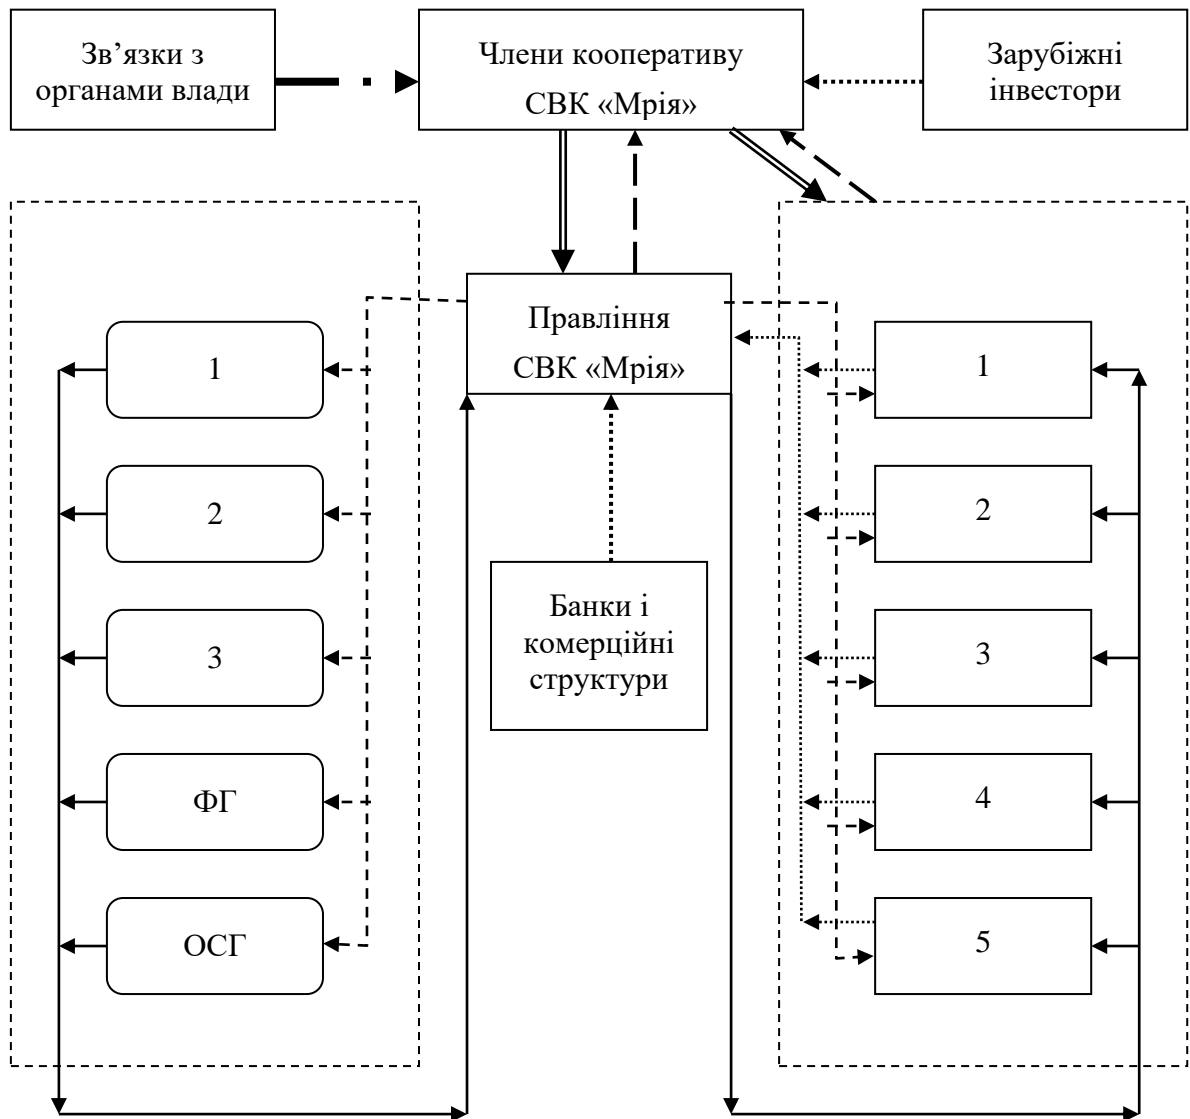 Зв’язки з
органами влади
Члени кооперативу
СВК «Мрія»
Зарубіжні
інвестори
Правління
СВК «Мрія»
1
2
3
ФГ
ОСГ
Банки і
комерційні
структури
1
2
3
4
5